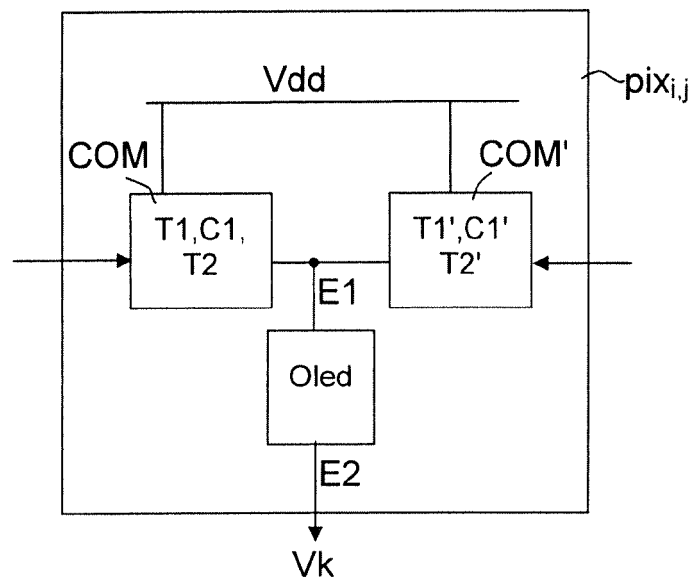 Vdd
pixi,j
COM
COM'
T1,C1,
T2
T1',C1'
T2'
E1
Oled
E2
Vk